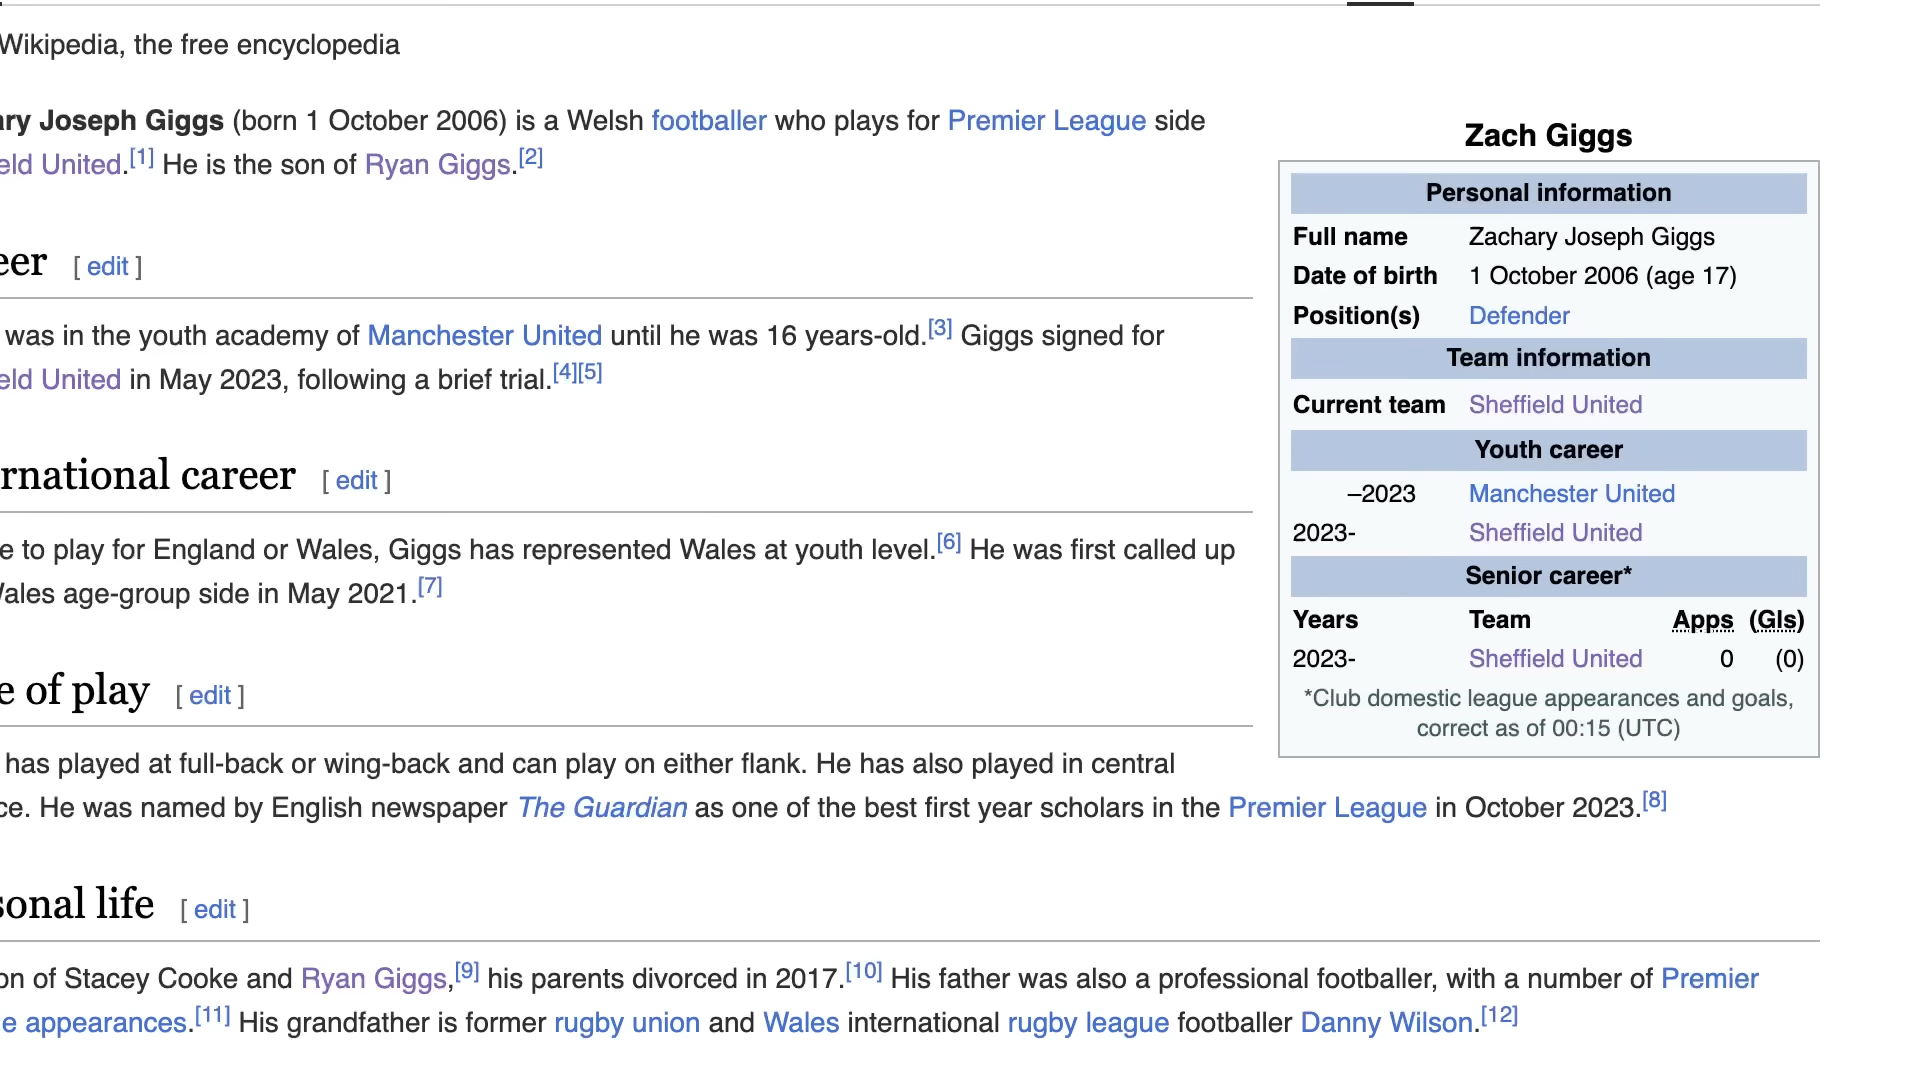 Wikipedia, the free encyclopedia
ary Joseph Giggs (born 1 October 2006) is a Welsh footballer who plays for Premier League side
eld United.[1] He is the son of Ryan Giggs.[2]
eer [ edit ]
was in the youth academy of Manchester United until he was 16 years-old.[3] Giggs signed for
eld United in May 2023, following a brief trial.[4][5]
rnational career [ edit ]
e to play for England or Wales, Giggs has represented Wales at youth level.[6] He was first called up
Wales age-group side in May 2021.[7]
e of play [ edit ]
has played at full-back or wing-back and can play on either flank. He has also played in central
ce. He was named by English newspaper The Guardian as one of the best first year scholars in the Premier League in October 2023.[8]
sonal life [ edit ]
on of Stacey Cooke and Ryan Giggs,[9] his parents divorced in 2017.[10] His father was also a professional footballer, with a number of Premier
e appearances.[11] His grandfather is former rugby union and Wales international rugby league footballer Danny Wilson.[12]
Zach Giggs
Personal information
Full name Zachary Joseph Giggs
Date of birth 1 October 2006 (age 17)
Position(s) Defender
Team information
Current team Sheffield United
Youth career
–2023 Manchester United
2023- Sheffield United
Senior career*
Years Team Apps (Gls)
2023- Sheffield United 0 (0)
*Club domestic league appearances and goals,
correct as of 00:15 (UTC)